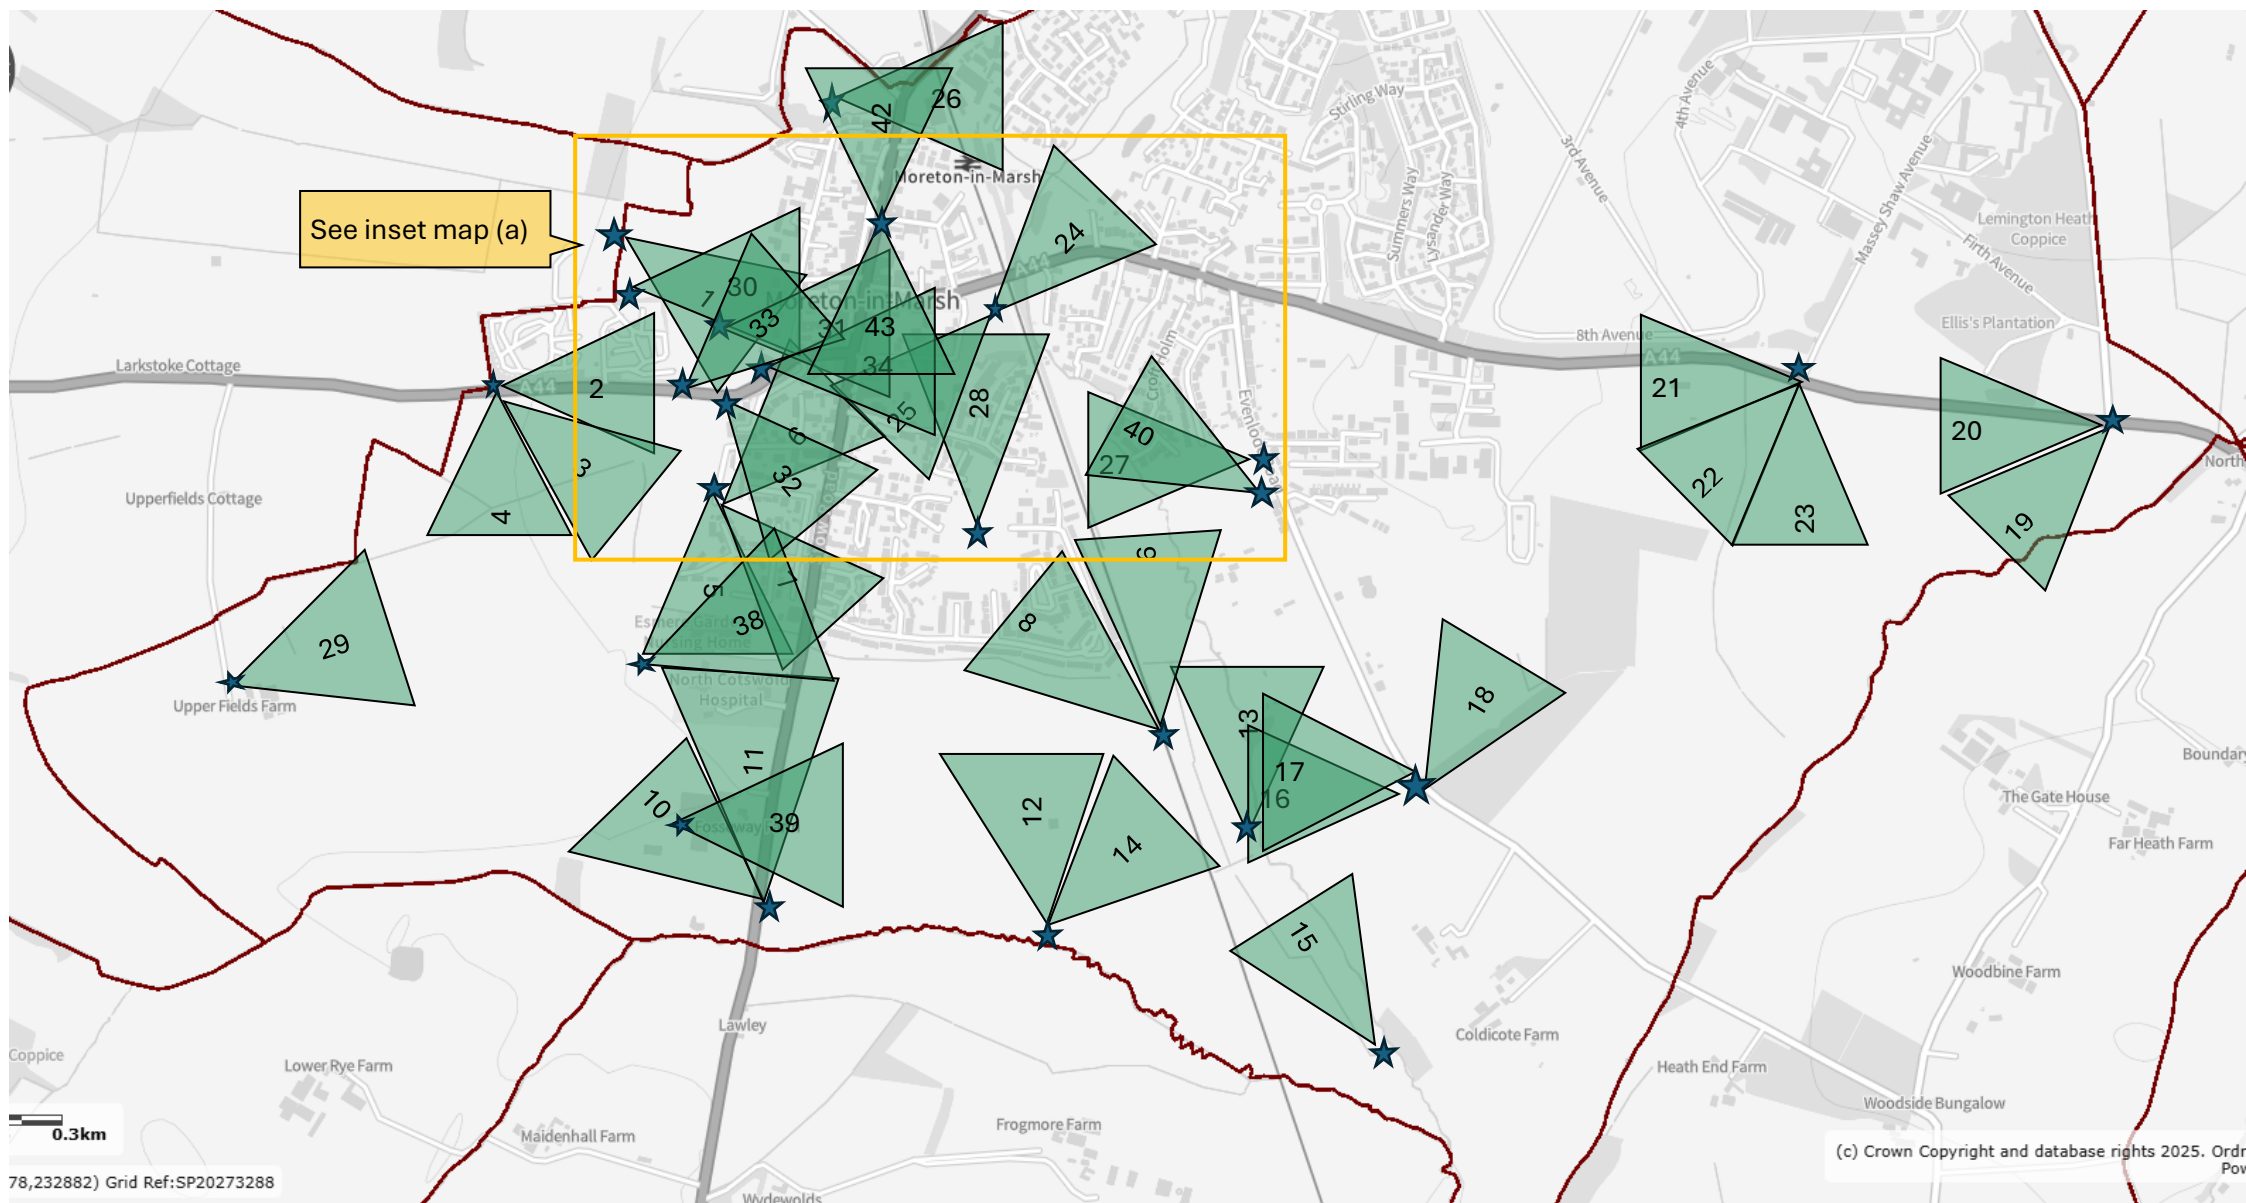 26
42
Stirling Way
4th Avenue
3rd Avenue
Moreton-in-Marsh
Massey Shaw Avenue
Summers Way
Lysander Way
See inset map (a)
24
Lemington Heath
Coppice
Firth Avenue
A44
1
30
Moreton-in-Marsh
33
31
43
34
8th Avenue
Ellis's Plantation
A44
Larkstoke Cottage
A44
2
28
25
Croft Holm
Evenlode
21
20
6
40
27
3
32
Upperfields Cottage
4
22
23
19
North
9
5
7
38
8
29
North Cotswold
Hospital
Upper Fields Farm
18
13
11
17
16
10
39
12
14
Boundary
The Gate House
Far Heath Farm
15
Woodbine Farm
Lawley
Coldicote Farm
Coppice
Lower Rye Farm
Heath End Farm
Woodside Bungalow
0.3km
Maidenhall Farm
Frogmore Farm
(c) Crown Copyright and database rights 2025. Ordn
Pow
78,232882) Grid Ref:SP20273288
Wydewolds